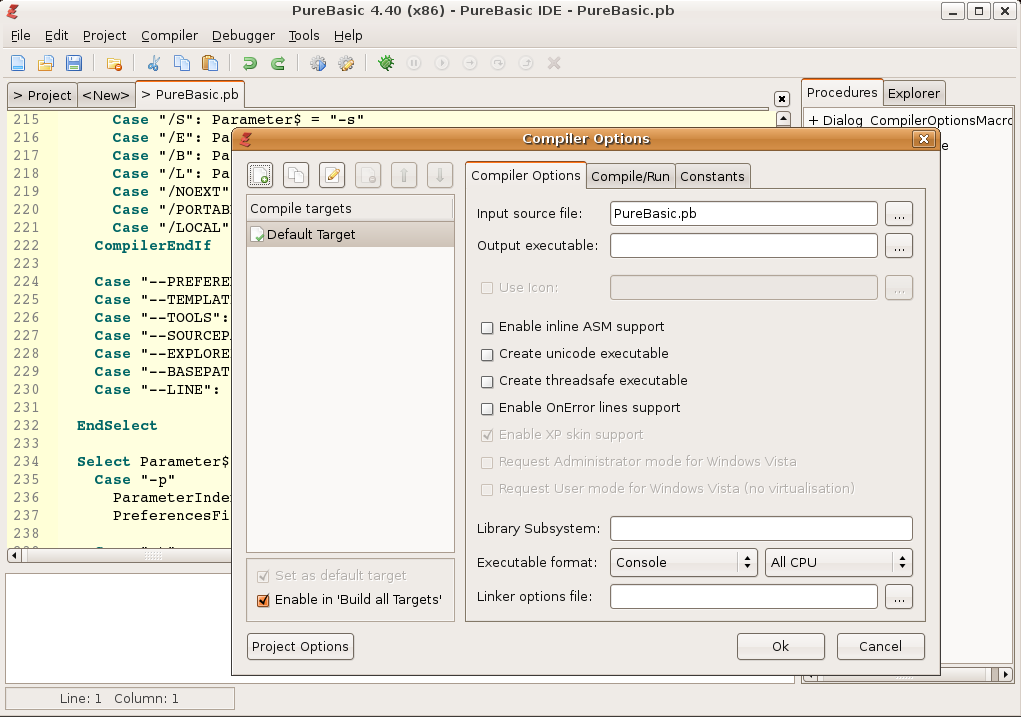 PureBasic 4.40 (x86) - PureBasic IDE - PureBasic.pb
File Edit Project Compiler Debugger Tools Help
> Project <New> > PureBasic.pb
Procedures Explorer
215 Case "/S": Parameter$ = "-s"
216 Case "/E": Pa
217 Case "/B": Pa
218 Case "/L": Pa
219 Case "/NOEXT"
220 Case "/PORTAB
221 Case "/LOCAL"
222 CompilerEndIf
223
224 Case "--PREFERE
225 Case "--TEMPLAT
226 Case "--TOOLS":
227 Case "--SOURCEP
228 Case "--EXPLORE
229 Case "--BASEPAT
230 Case "--LINE":
231
232 EndSelect
233
234 Select Parameter$
235 Case "-p"
236 ParameterInde
237 PreferencesFi
238
+ Dialog_CompilerOptionsMacro
e
Compiler Options
Compile targets
Default Target
Set as default target
Enable in 'Build all Targets'
Compiler Options Compile/Run Constants
Input source file: PureBasic.pb ...
Output executable: ...
Use Icon: ...
Enable inline ASM support
Create unicode executable
Create threadsafe executable
Enable OnError lines support
Enable XP skin support
Request Administrator mode for Windows Vista
Request User mode for Windows Vista (no virtualisation)
Library Subsystem:
Executable format: Console All CPU
Linker options file: ...
Project Options Ok Cancel
Line: 1 Column: 1